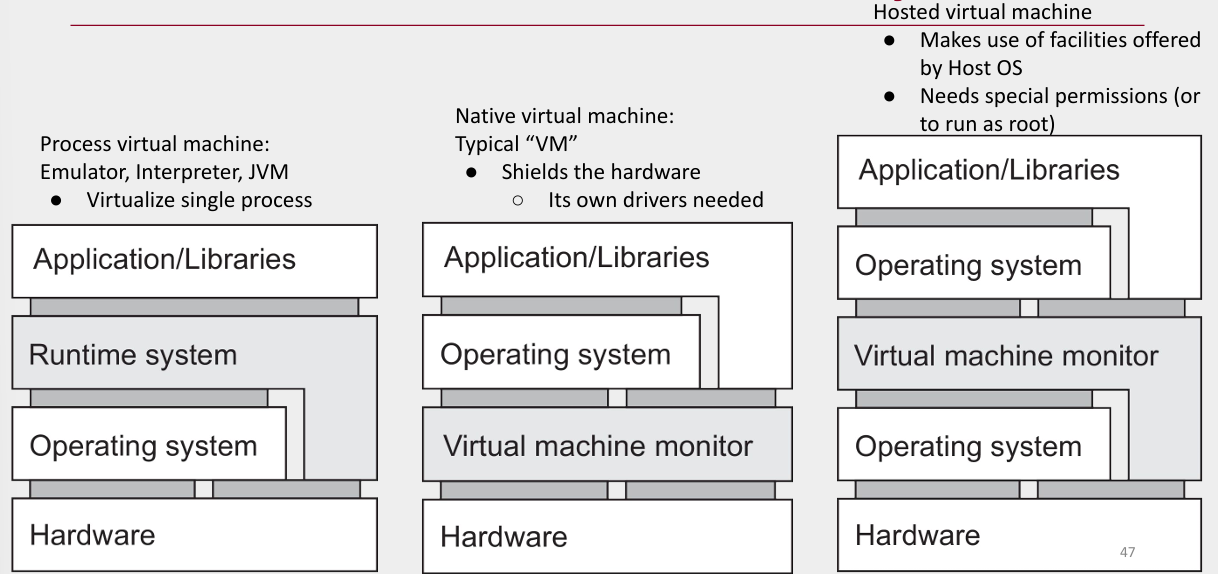 Process virtual machine:
Emulator, Interpreter, JVM
● Virtualize single process
Application/Libraries
Runtime system
Operating system
Hardware
Native virtual machine:
Typical “VM”
● Shields the hardware
○ Its own drivers needed
Application/Libraries
Operating system
Virtual machine monitor
Hardware
Hosted virtual machine
● Makes use of facilities offered
by Host OS
● Needs special permissions (or
to run as root)
Application/Libraries
Operating system
Virtual machine monitor
Operating system
Hardware
47